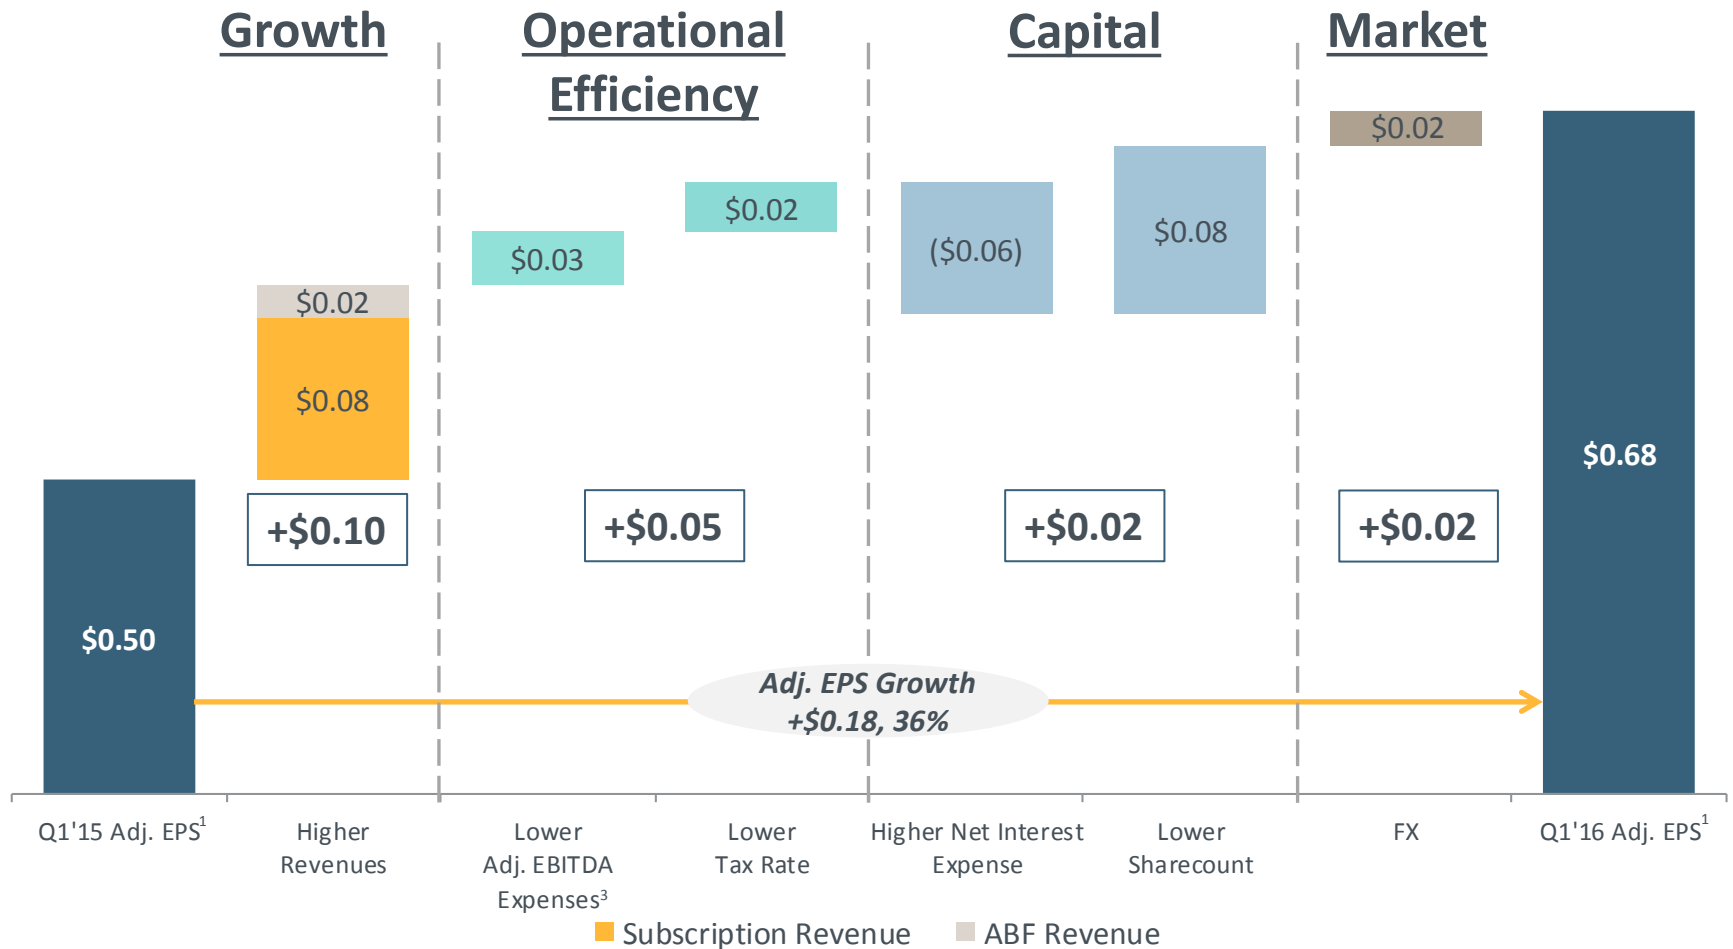 Growth
Operational
Efficiency
Capital
Market
$0.02
$0.08
$0.03
$0.02
($0.06)
$0.08
$0.02
$0.50
$0.68
+$0.10
+$0.05
+$0.02
+$0.02
Adj. EPS Growth
+$0.18, 36%
Q1'15 Adj. EPS¹
Higher
Revenues
Lower
Adj. EBITDA
Expenses³
Lower
Tax Rate
Higher Net Interest
Expense
Lower
Sharecount
FX
Q1'16 Adj. EPS¹
Subscription Revenue
ABF Revenue